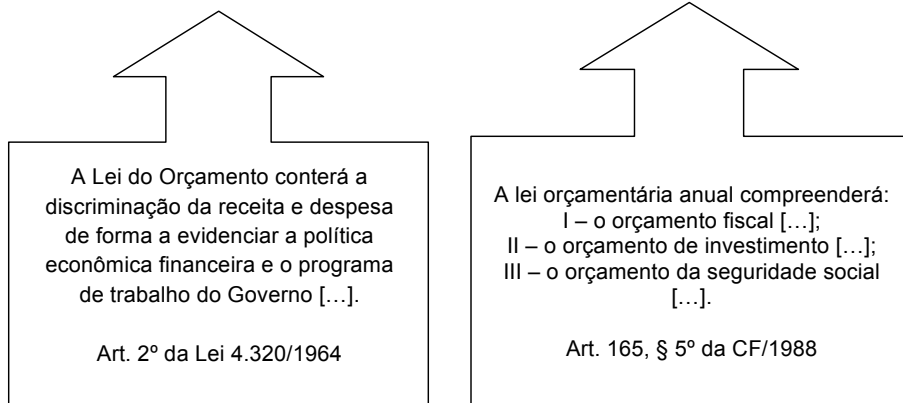 A Lei do Orçamento conterá a
discriminação da receita e despesa
de forma a evidenciar a política
econômica financeira e o programa
de trabalho do Governo […].
Art. 2º da Lei 4.320/1964
A lei orçamentária anual compreenderá:
I – o orçamento fiscal […];
II – o orçamento de investimento […];
III – o orçamento da seguridade social
[…].
Art. 165, § 5º da CF/1988